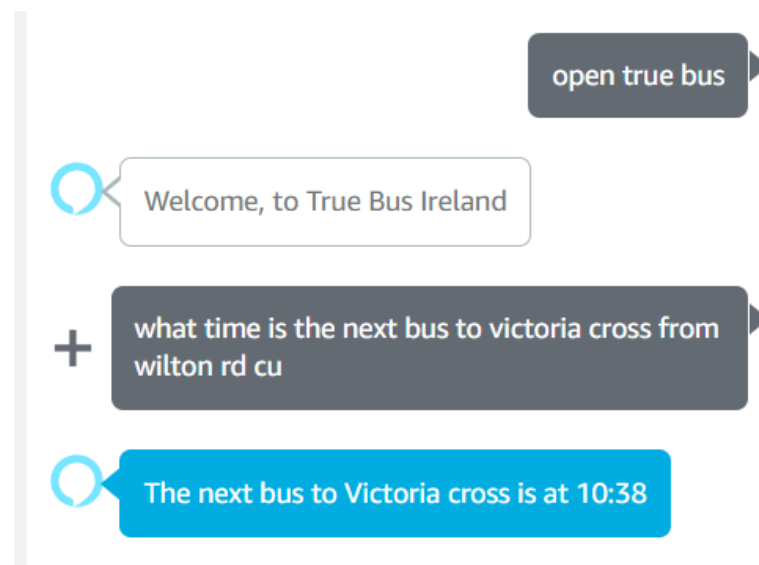 open true bus
Welcome, to True Bus Ireland
what time is the next bus to victoria cross from
wilton rd cu
The next bus to Victoria cross is at 10:38